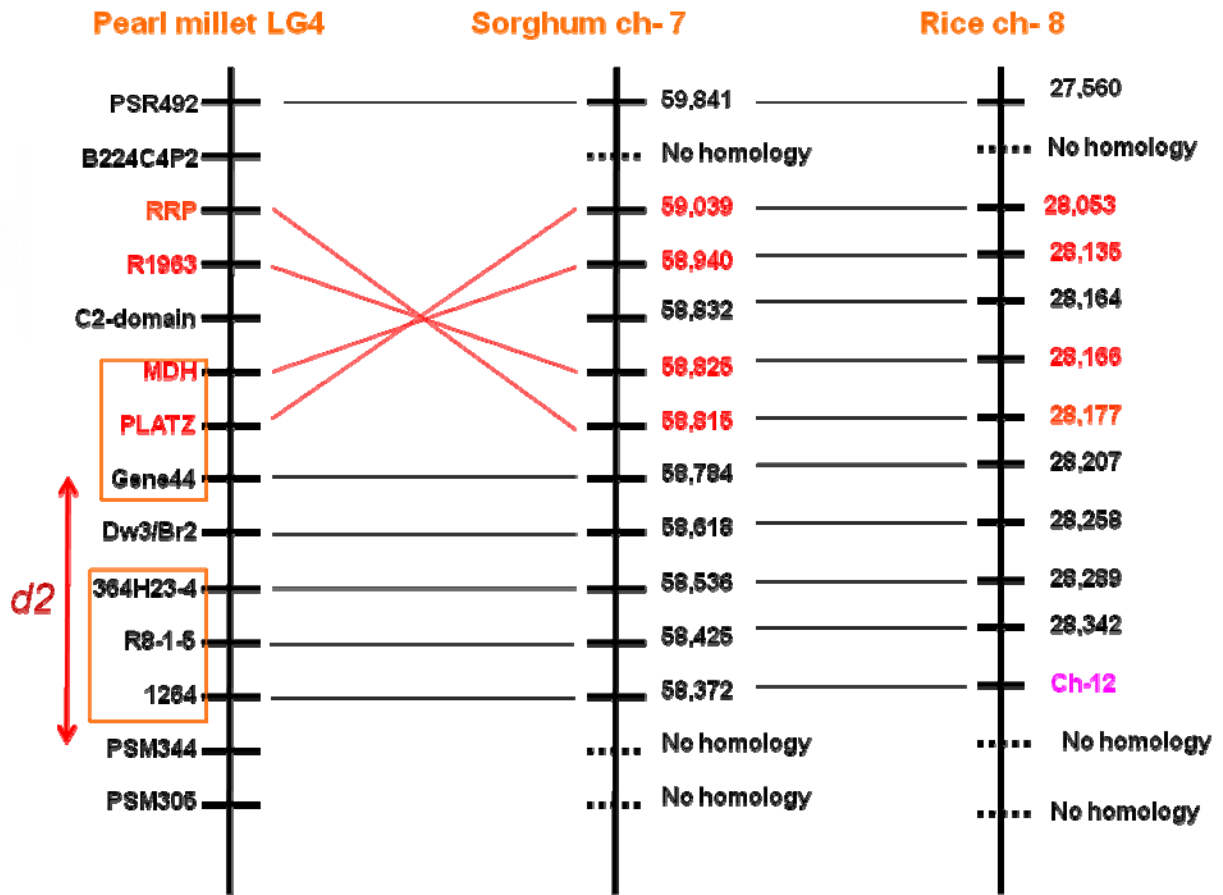 Pearl millet LG4 Sorghum ch- 7 Rice ch- 8
PSR492 59,841 27,560
B224C4P2 No homology No homology
RRP 59,039 28,053
R1963 58,940 28,135
C2-domain 58,832 28,164
MDH 58,825 28,166
PLATZ 58,815 28,177
Gene44 58,784 28,207
Dw3/Br2 58,618 28,258
d2 364H23-4 58,536 28,289
R8-1-5 58,425 28,342
1264 58,372 Ch-12
PSM344 No homology No homology
PSM305 No homology No homology